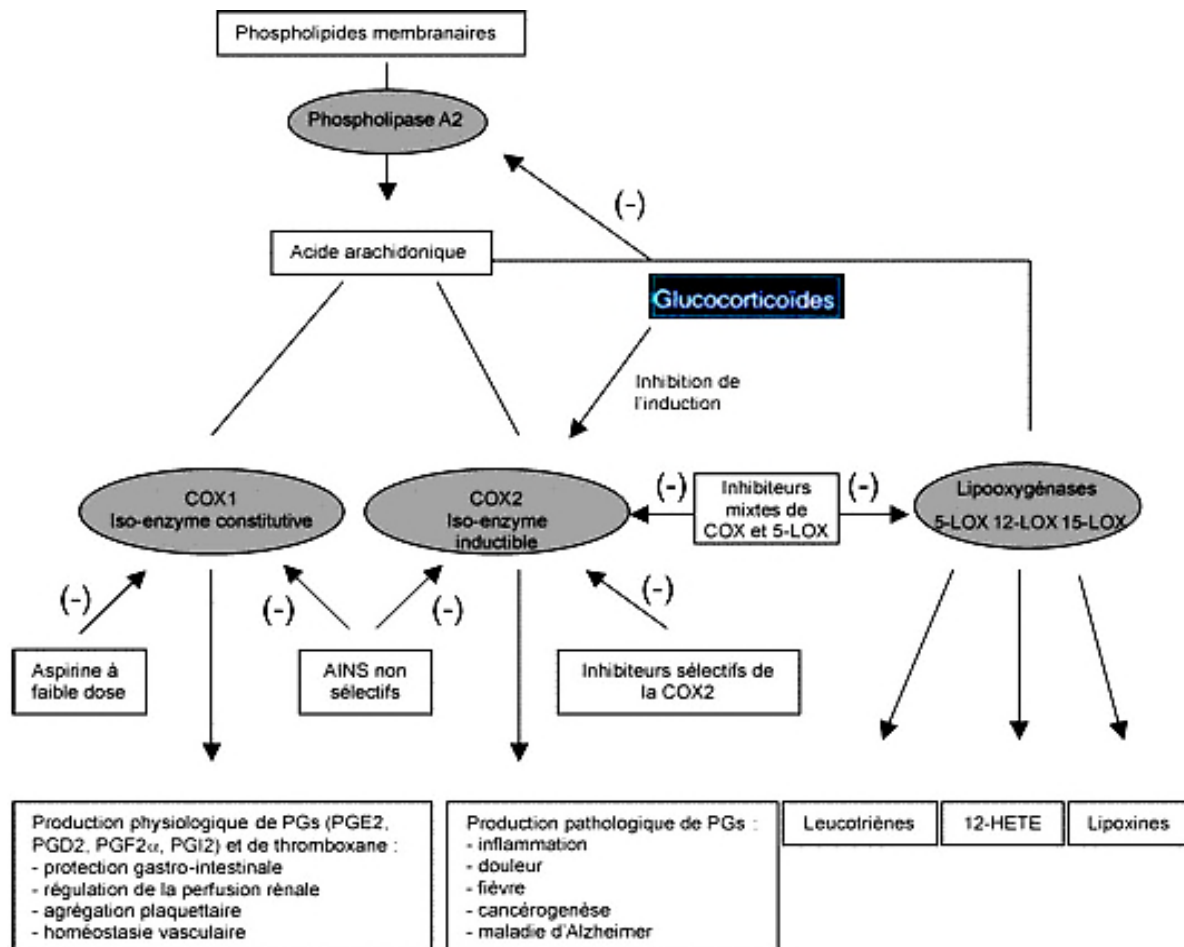 Phospholipides membranaires
Phospholipase A2
(-)
Acide arachidonique
Glucocorticoïdes
Inhibition de
l'induction
COX1
Iso-enzyme constitutive
COX2
Iso-enzyme
inductible
(-)
Inhibiteurs
mixtes de
COX et 5-LOX
(-)
Lipooxygénases
5-LOX 12-LOX 15-LOX
(-)
(-)
(-)
(-)
Aspirine à
faible dose
AINS non
sélectifs
Inhibiteurs sélectifs de
la COX2
Production physiologique de PGs (PGE2,
PGD2, PGF2α, PGI2) et de thromboxane :
- protection gastro-intestinale
- régulation de la perfusion rénale
- agrégation plaquettaire
- homéostasie vasculaire
Production pathologique de PGs :
- inflammation
- douleur
- fièvre
- cancérogenèse
- maladie d'Alzheimer
Leucotriènes
12-HETE
Lipoxines